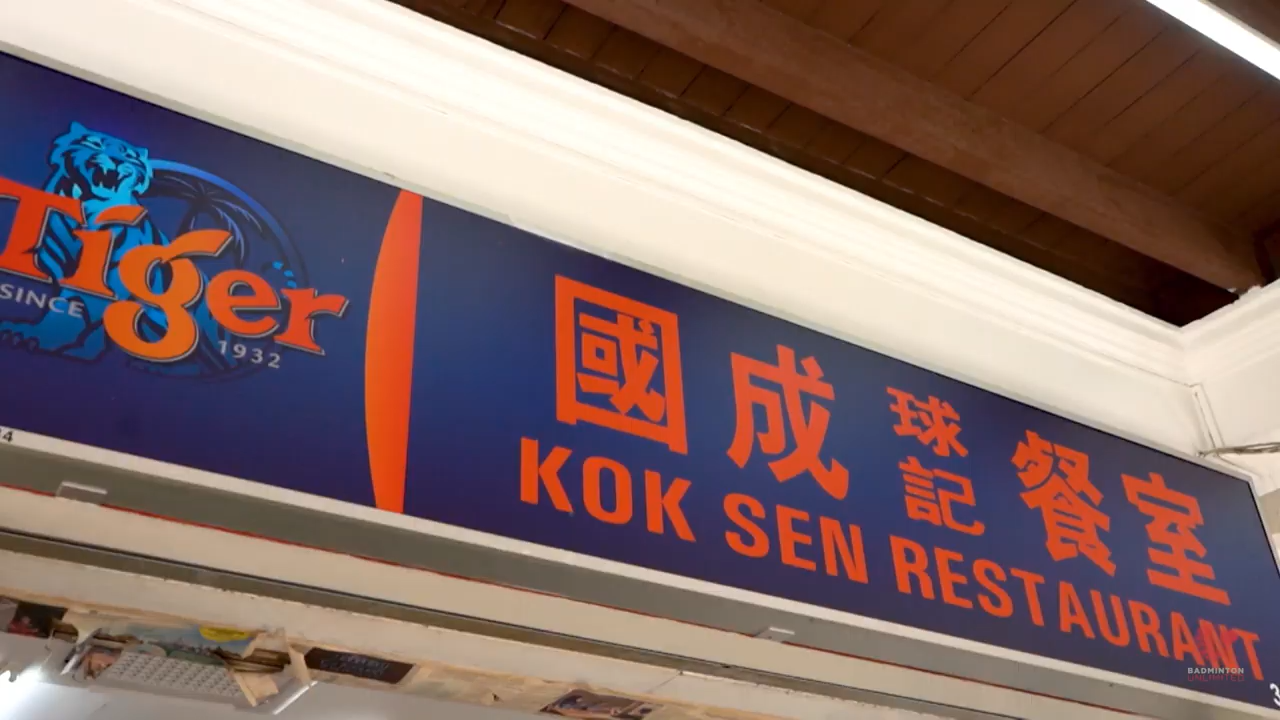 Tiger
SINCE 1932
國成球記餐室
KOK SEN RESTAURANT
BADMINTON
UNLIMITED